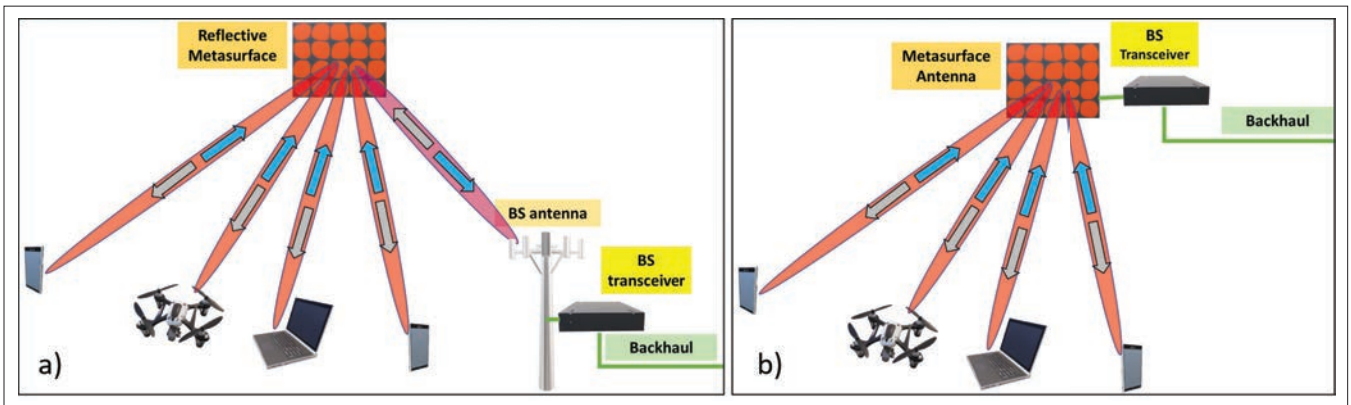 Reflective
Metasurface
BS antenna
BS
transceiver
Backhaul
a)
Metasurface
Antenna
BS
Transceiver
Backhaul
b)